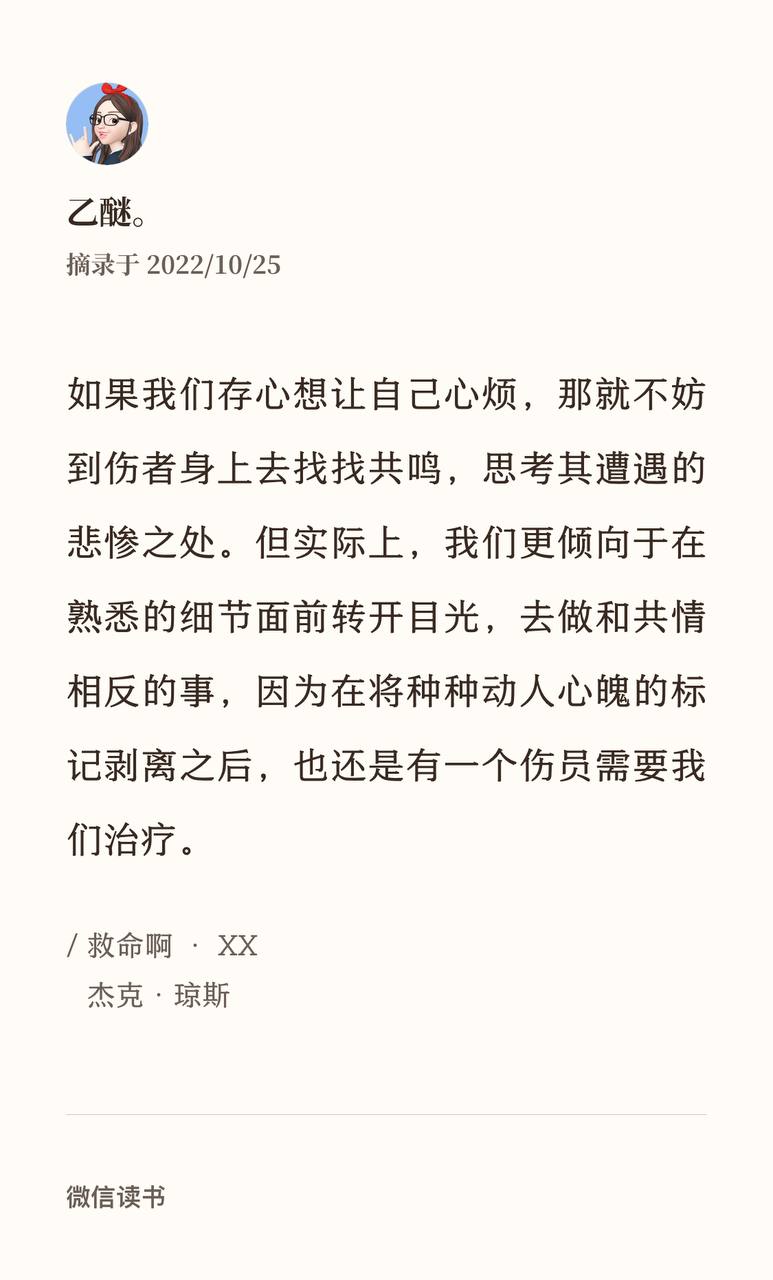 乙醚。
摘录于 2022/10/25
如果我们存心想让自己心烦，那就不妨
到伤者身上去找找共鸣，思考其遭遇的
悲惨之处。但实际上，我们更倾向于在
熟悉的细节面前转开目光，去做和共情
相反的事，因为在将种种动人心魄的标
记剥离之后，也还是有一个伤员需要我
们治疗。
/ 救命啊 · XX
杰克 · 琼斯
微信读书